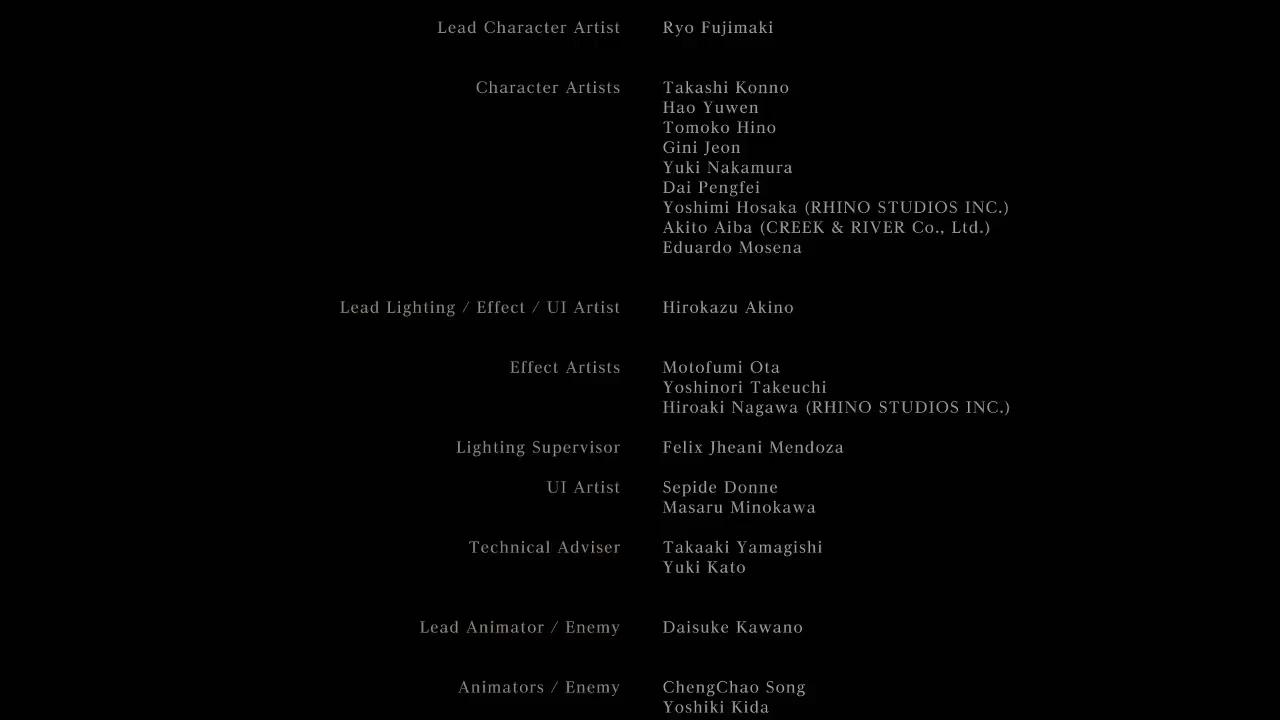 Lead Character Artist Ryo Fujimaki
Character Artists Takashi Konno
Hao Yuwen
Tomoko Hino
Gini Jeon
Yuki Nakamura
Dai Pengfei
Yoshimi Hosaka (RHINO STUDIOS INC.)
Akito Aiba (CREEK & RIVER Co., Ltd.)
Eduardo Mosena
Lead Lighting / Effect / UI Artist Hirokazu Akino
Effect Artists Motofumi Ota
Yoshinori Takeuchi
Hiroaki Nagawa (RHINO STUDIOS INC.)
Lighting Supervisor Felix Jheani Mendoza
UI Artist Sepide Donne
Masaru Minokawa
Technical Adviser Takaaki Yamagishi
Yuki Kato
Lead Animator / Enemy Daisuke Kawano
Animators / Enemy ChengChao Song
Yoshiki Kida